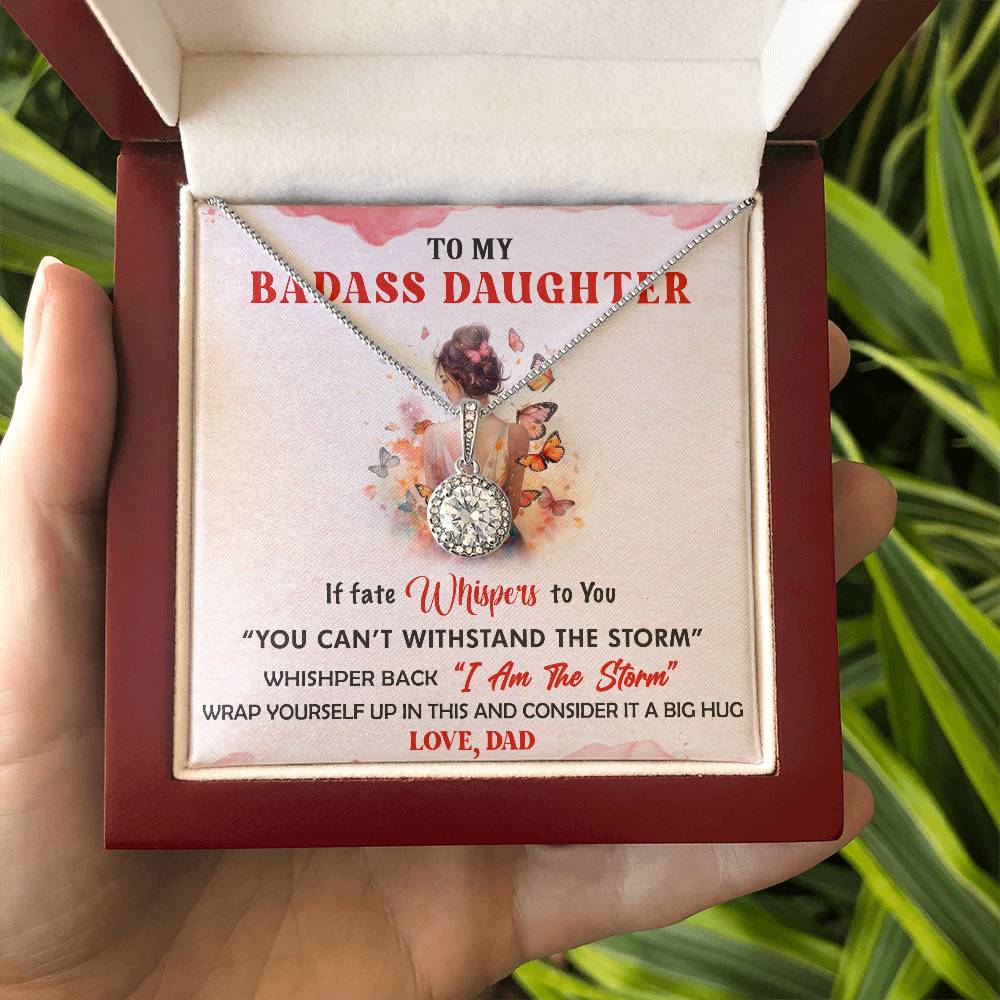 TO MY
BADASS DAUGHTER
If fate Whispers to You
“YOU CAN’T WITHSTAND THE STORM”
WHISHPER BACK “I Am The Storm”
WRAP YOURSELF UP IN THIS AND CONSIDER IT A BIG HUG
LOVE, DAD